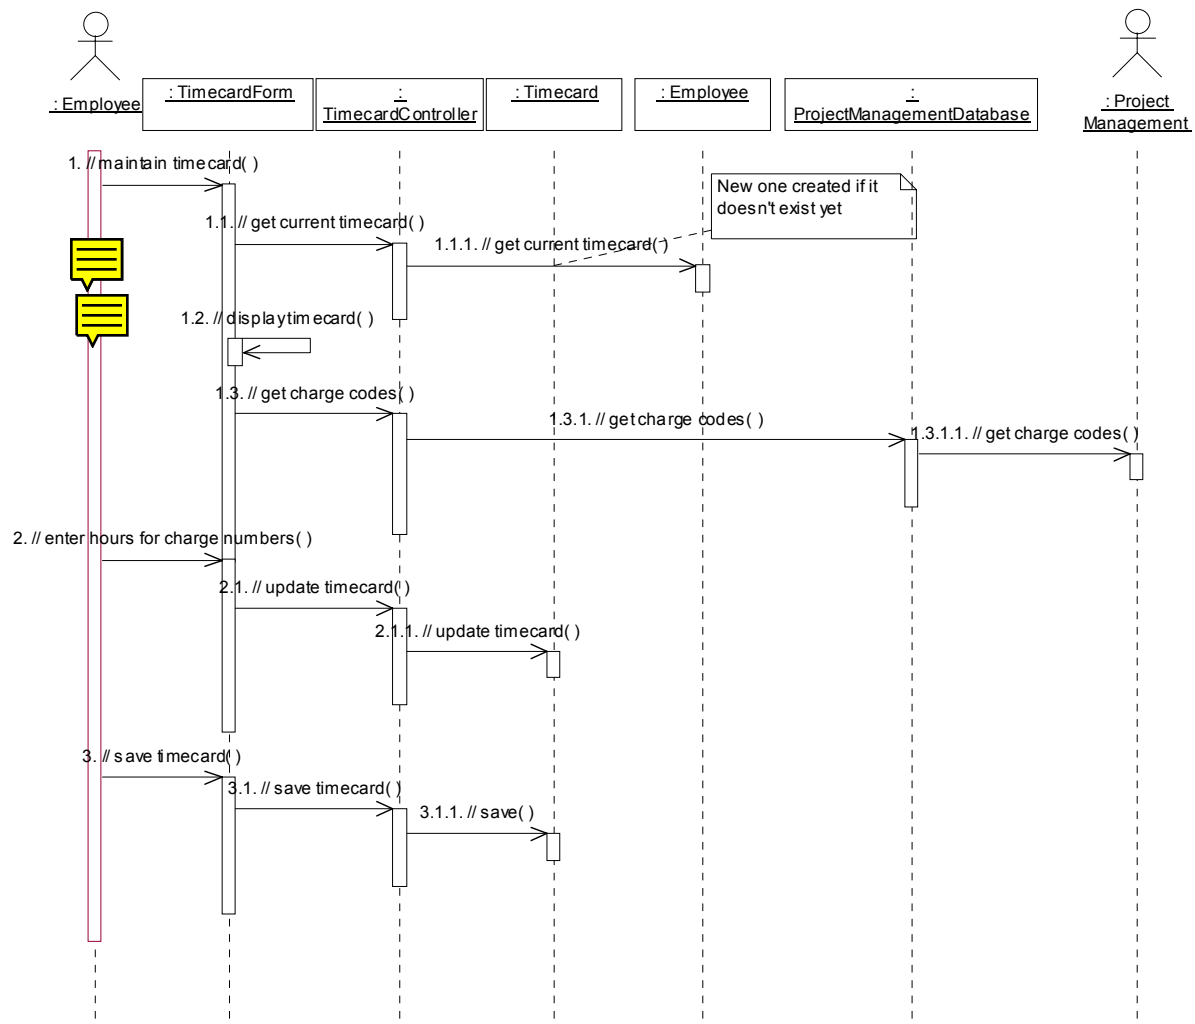 : Employee
: TimecardForm
:
TimecardController
: Timecard
: Employee
:
ProjectManagementDatabase
: Project
Management
1. // maintain timecard( )
New one created if it
doesn't exist yet
1.1. // get current timecard( )
1.1.1. // get current timecard( )
1.2. // display timecard( )
1.3. // get charge codes( )
1.3.1. // get charge codes( )
1.3.1.1. // get charge codes( )
2. // enter hours for charge numbers( )
2.1. // update timecard( )
2.1.1. // update timecard( )
3. // save timecard( )
3.1. // save timecard( )
3.1.1. // save( )